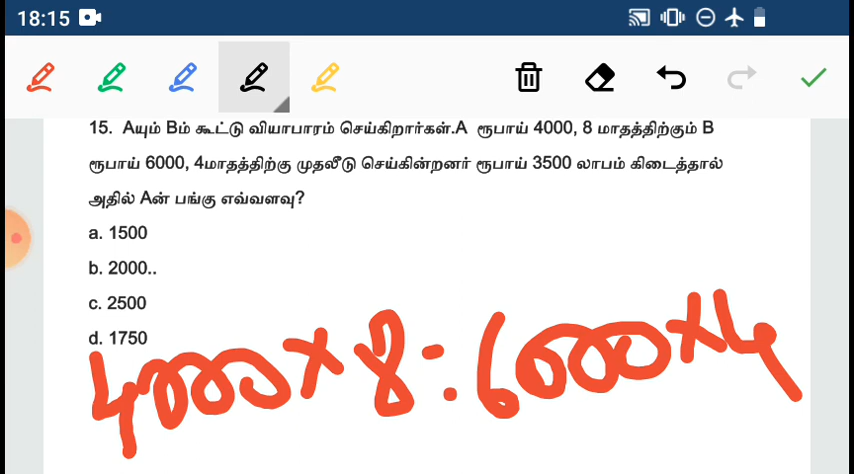 18:15
15. Aயும் Bம் கூட்டு வியாபாரம் செய்கிறார்கள்.A ரூபாய் 4000, 8 மாதத்திற்கும் B
ரூபாய் 6000, 4மாதத்திற்கு முதலீடு செய்கின்றனர் ரூபாய் 3500 லாபம் கிடைத்தால்
அதில் Aன் பங்கு எவ்வளவு?
a. 1500
b. 2000..
c. 2500
d. 1750
4000 × 8 : 6000 × 4